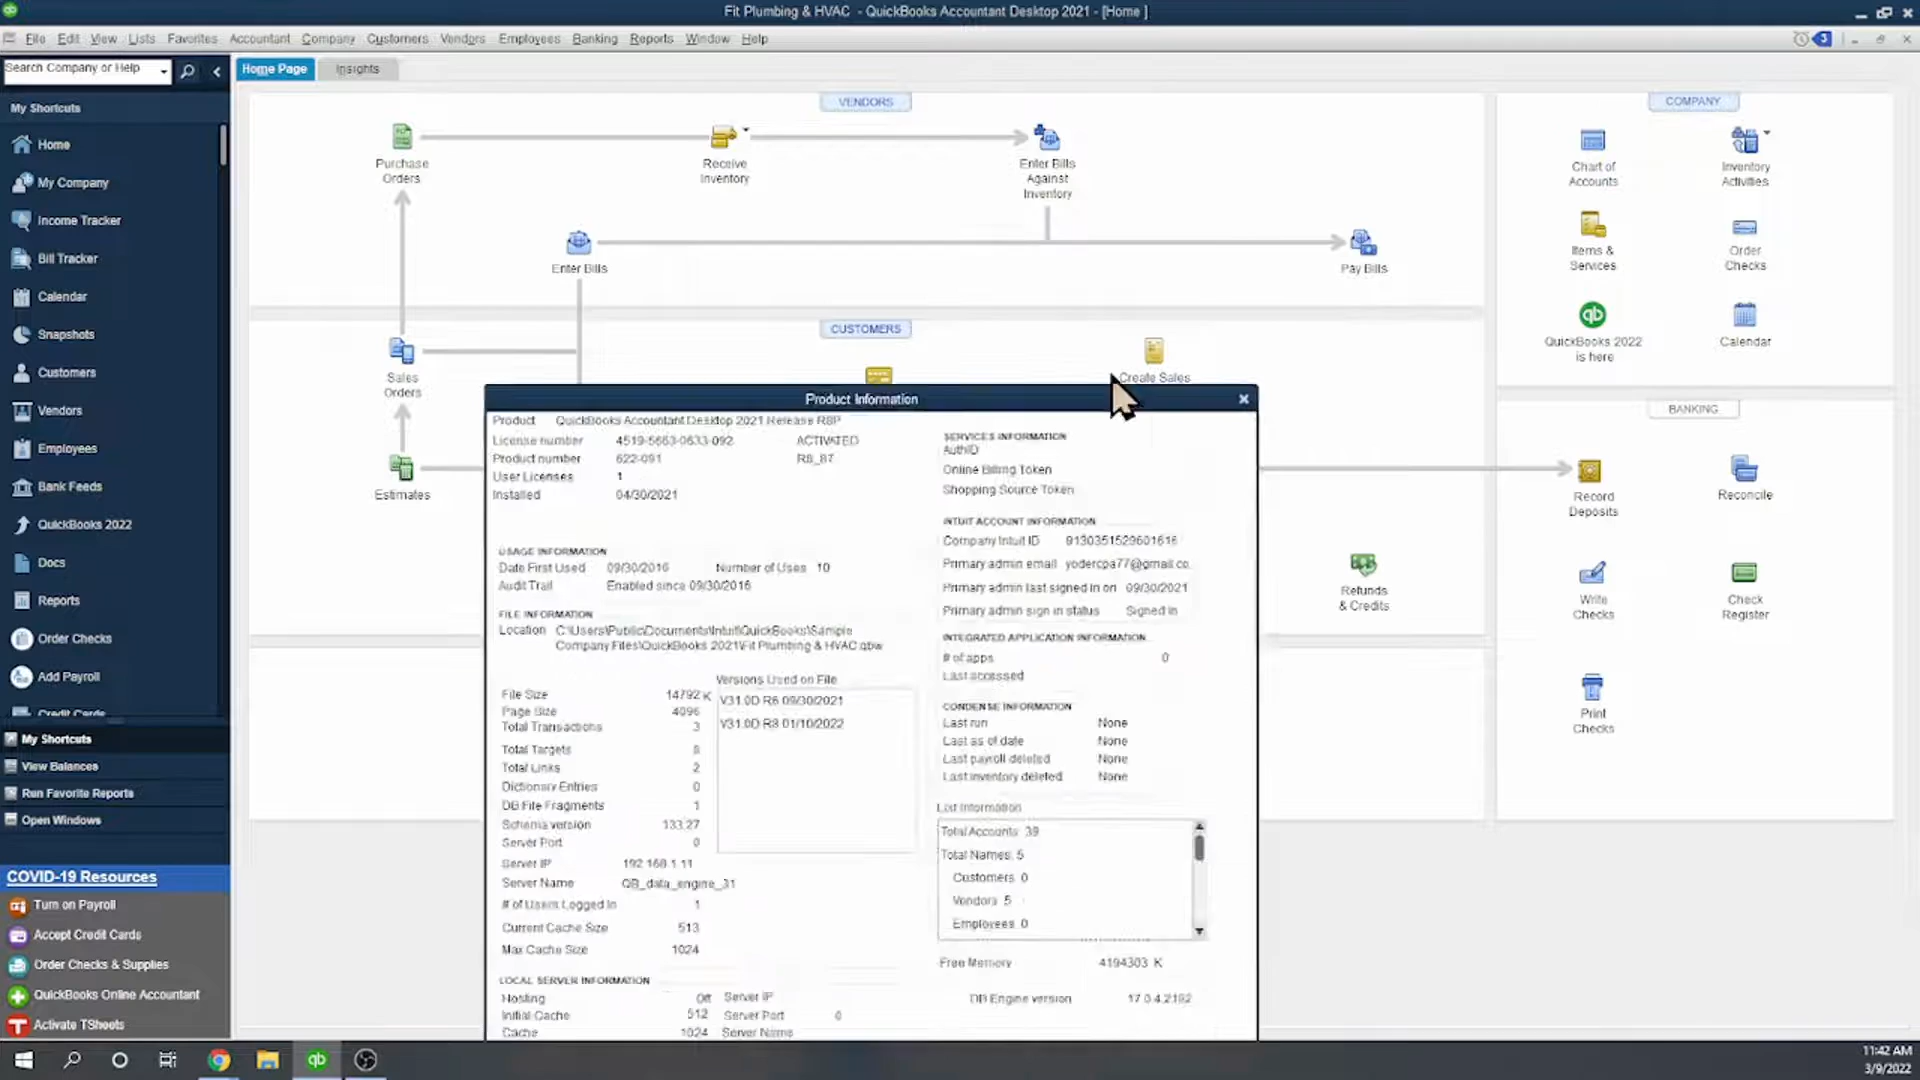 Fit Plumbing & HVAC - QuickBooks Accountant Desktop 2021 - [Home ]
File Edit View Lists Favorites Accountant Company Customers Vendors Employees Banking Reports Window Help
3
Search Company or Help
Home Page
Insights
My Shortcuts
Home
My Company
Income Tracker
Bill Tracker
Calendar
Snapshots
Customers
Vendors
Employees
Bank Feeds
QuickBooks 2022
Docs
Reports
Order Checks
Add Payroll
Credit Cards
My Shortcuts
View Balances
Run Favorite Reports
Open Windows
COVID-19 Resources
Turn on Payroll
Accept Credit Cards
Order Checks & Supplies
QuickBooks Online Accountant
Activate TSheets
VENDORS
Purchase
Orders
Receive
Inventory
Enter Bills
Against
Inventory
Enter Bills
Pay Bills
CUSTOMERS
Sales
Orders
Create Sales
Estimates
Refunds
& Credits
COMPANY
Chart of
Accounts
Inventory
Activities
Items &
Services
Order
Checks
qb
QuickBooks 2022
is here
Calendar
BANKING
Record
Deposits
Reconcile
Write
Checks
Check
Register
Print
Checks
Product Information
Product QuickBooks Accountant Desktop 2021 Release R8P
License number 4519-5663-0633-092 ACTIVATED
Product number 622-091 R8_87
User Licenses 1
Installed 04/30/2021
USAGE INFORMATION
Date First Used 09/30/2016 Number of Uses 10
Audit Trail Enabled since 09/30/2016
FILE INFORMATION
Location C:\Users\Public\Documents\Intuit\QuickBooks\Sample
Company Files\QuickBooks 2021\Fit Plumbing & HVAC.qbw
Versions Used on File
V31.0D R6 09/30/2021
V31.0D R8 01/10/2022
File Size 14792 K
Page Size 4096
Total Transactions 3
Total Targets 8
Total Links 2
Dictionary Entries 0
DB File Fragments 1
Schema version 133.27
Server Port 0
Server IP 192.168.1.11
Server Name QB_data_engine_31
# of Users Logged In 1
Current Cache Size 513
Max Cache Size 1024
LOCAL SERVER INFORMATION
Hosting Off Server IP
Initial Cache 512 Server Port 0
Cache 1024 Server Name
SERVICES INFORMATION
AuthID
Online Billing Token
Shopping Source Token
INTUIT ACCOUNT INFORMATION
Company Intuit ID 9130351529601616
Primary admin email yodercpa77@gmail.co
Primary admin last signed in on 09/30/2021
Primary admin sign in status Signed In
INTEGRATED APPLICATION INFORMATION
# of apps 0
Last accessed
CONDENSE INFORMATION
Last run None
Last as of date None
Last payroll deleted None
Last inventory deleted None
List Information
Total Accounts: 39
Total Names: 5
Customers 0
Vendors 5
Employees 0
Free Memory 4194303 K
DB Engine version 17.0.4.2182
qb
11:42 AM
3/9/2022